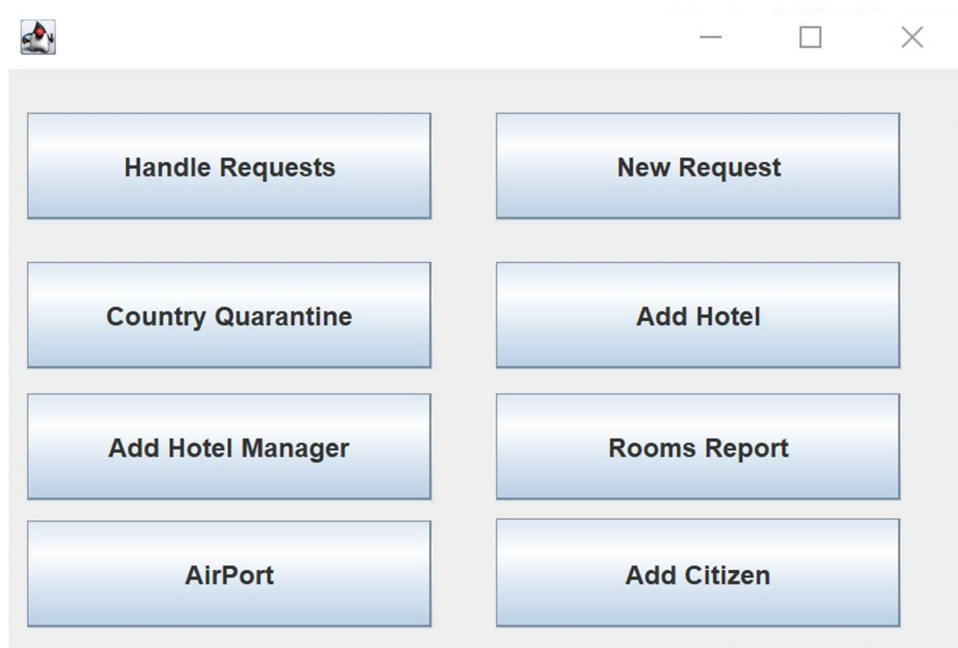 Handle Requests
New Request
Country Quarantine
Add Hotel
Add Hotel Manager
Rooms Report
AirPort
Add Citizen